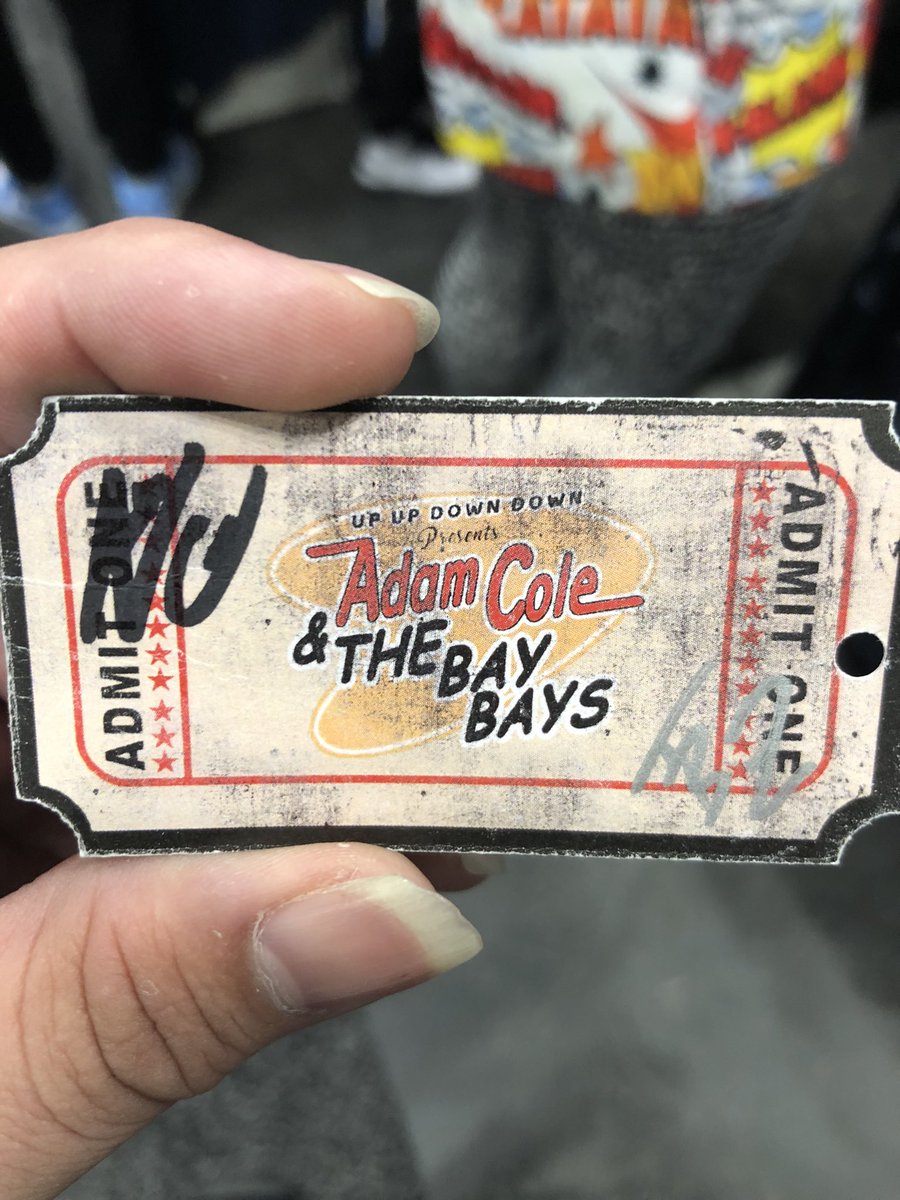 ADMIT ONE
UP UP DOWN DOWN
Presents
Adam Cole
& THE BAY
BAYS
ADMIT ONE